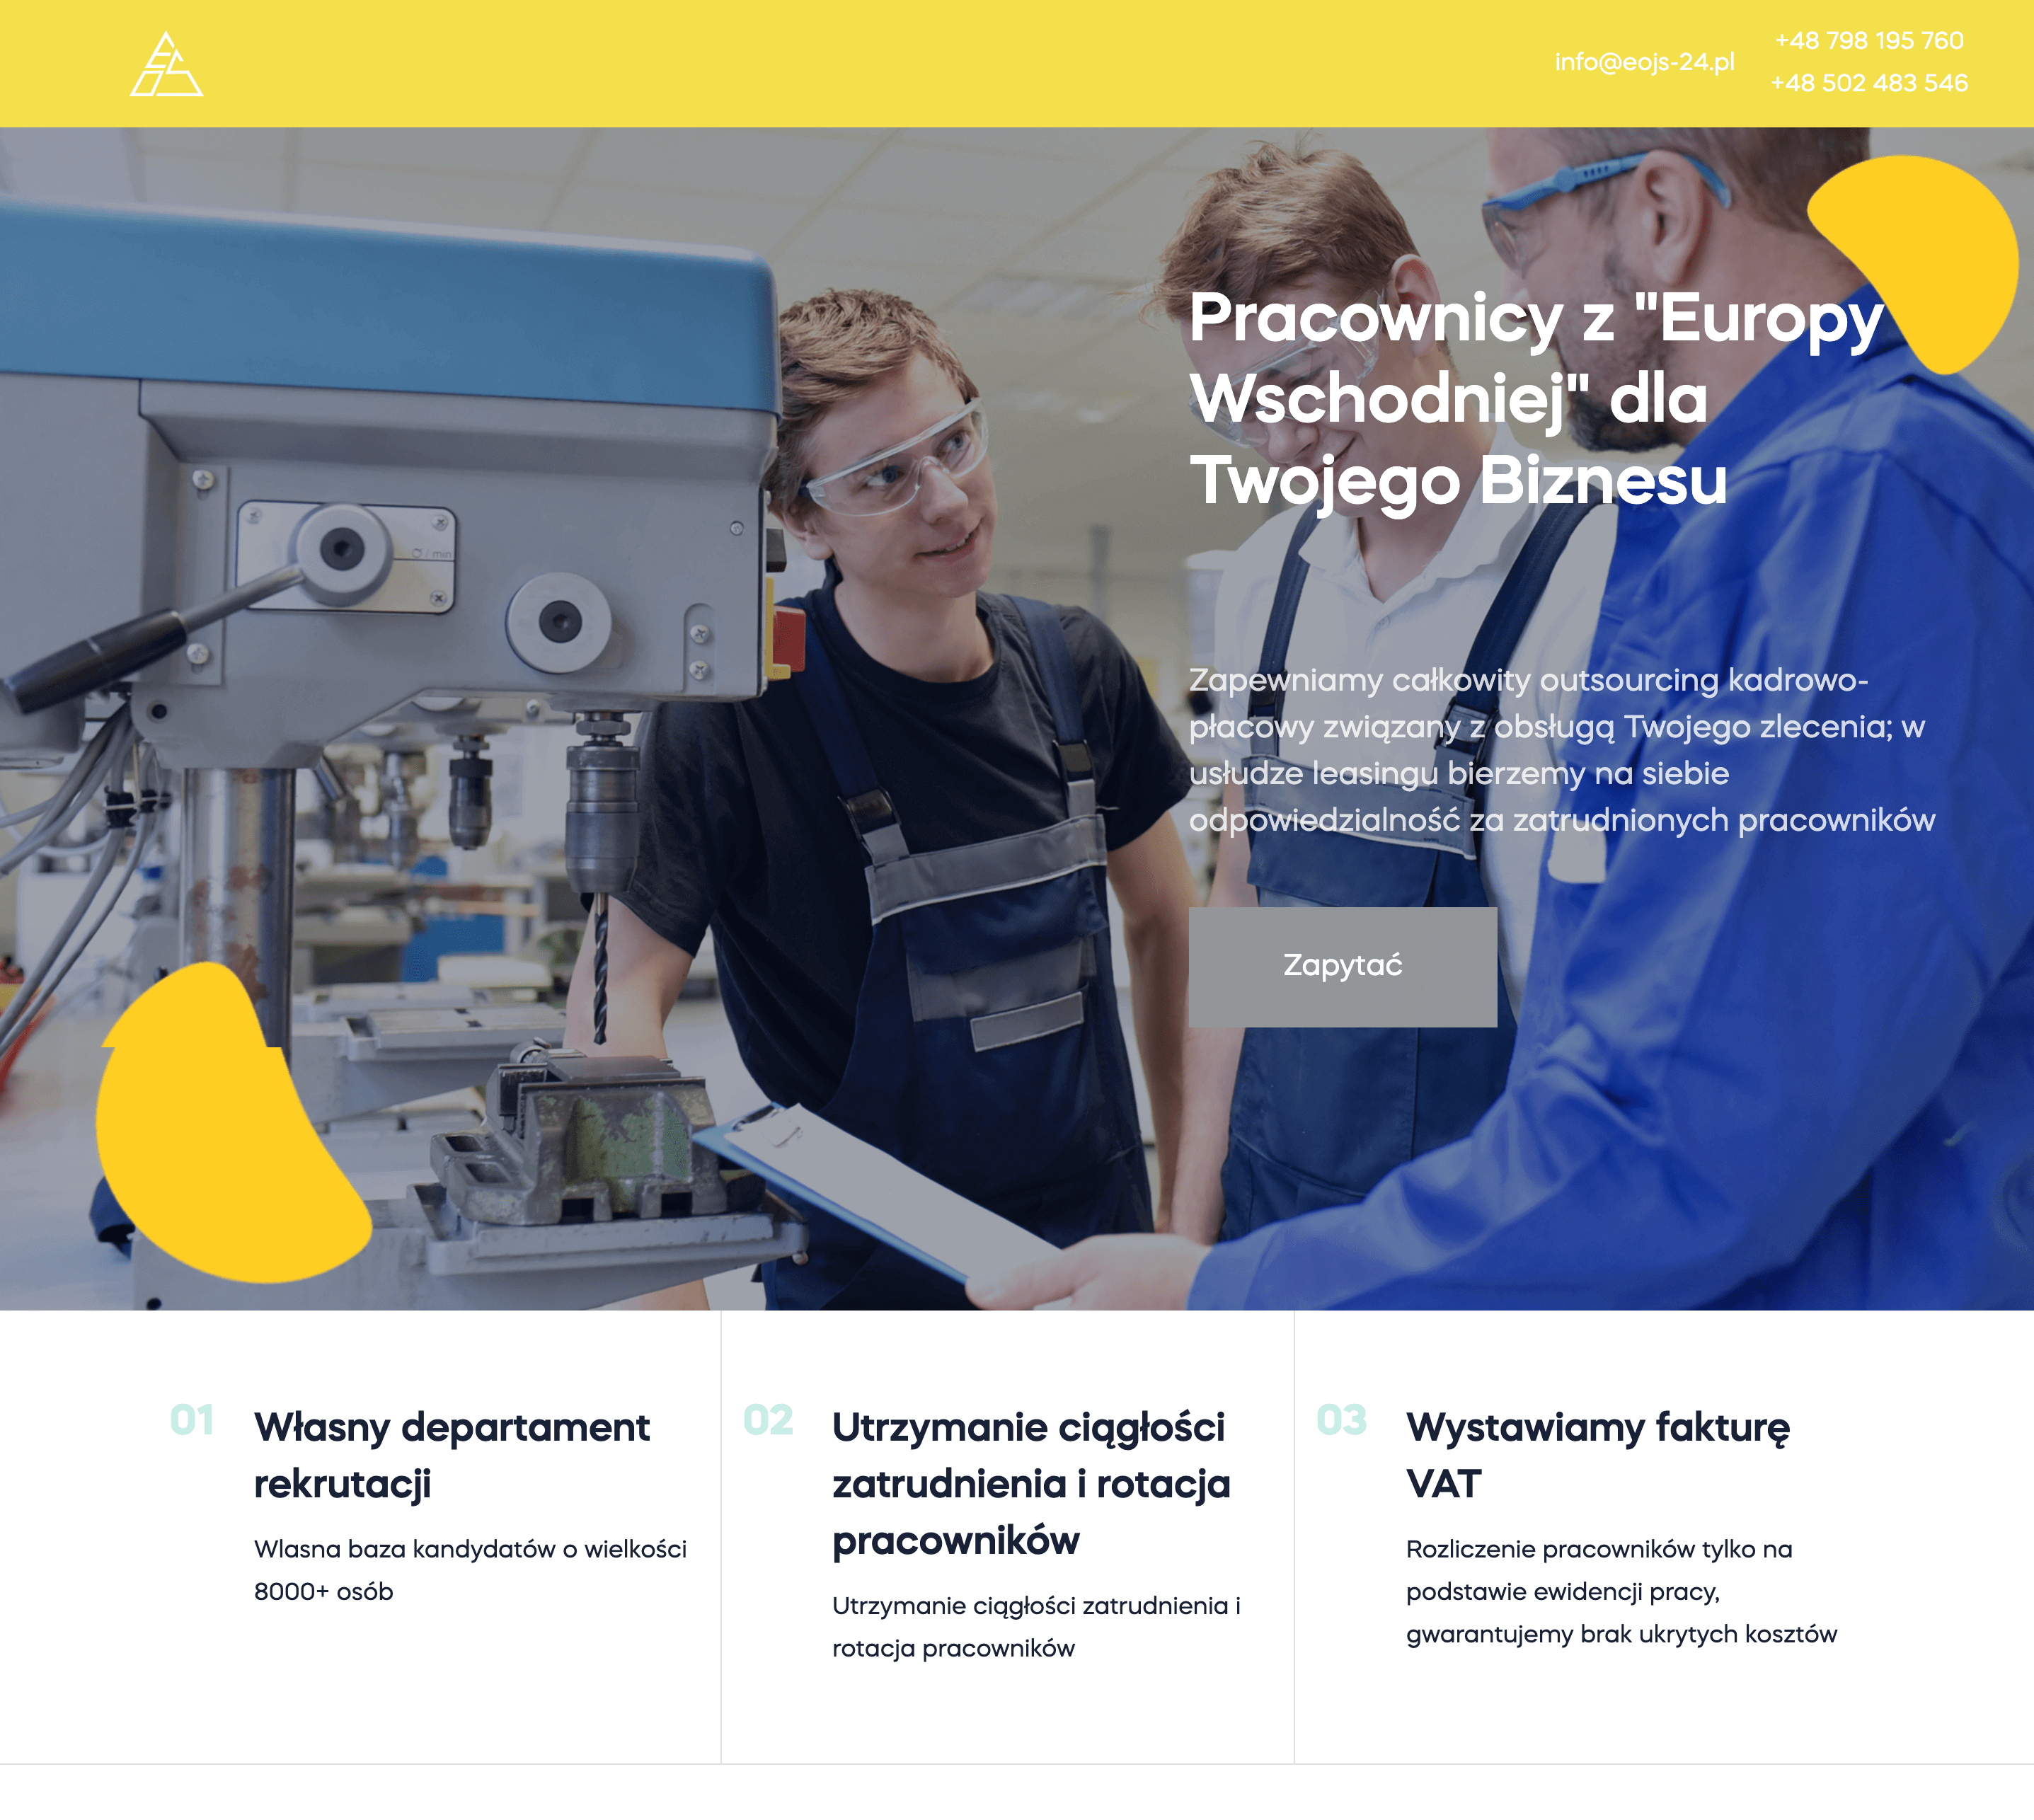 info@eojs-24.pl
+48 798 195 760
+48 502 483 546
Pracownicy z "Europy
Wschodniej" dla
Twojego Biznesu
Zapewniamy całkowity outsourcing kadrowo-
płacowy związany z obsługą Twojego zlecenia; w
usłudze leasingu bierzemy na siebie
odpowiedzialność za zatrudnionych pracowników
Zapytać
01
Własny departament
rekrutacji
Wlasna baza kandydatów o wielkości
8000+ osób
02
Utrzymanie ciągłości
zatrudnienia i rotacja
pracowników
Utrzymanie ciągłości zatrudnienia i
rotacja pracowników
03
Wystawiamy fakturę
VAT
Rozliczenie pracowników tylko na
podstawie ewidencji pracy,
gwarantujemy brak ukrytych kosztów